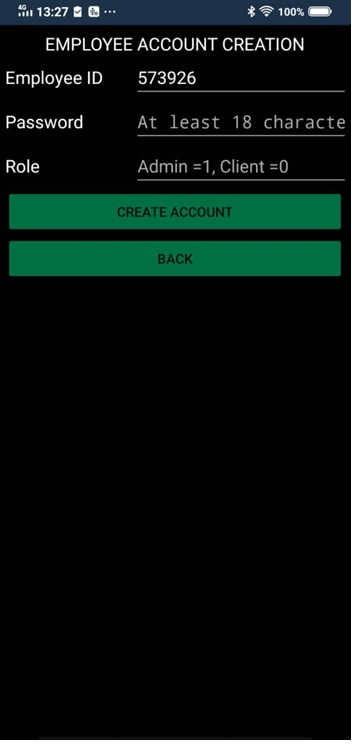 4G 13:27 ... 100%
EMPLOYEE ACCOUNT CREATION
Employee ID 573926
Password At least 18 characte
Role Admin =1, Client =0
CREATE ACCOUNT
BACK